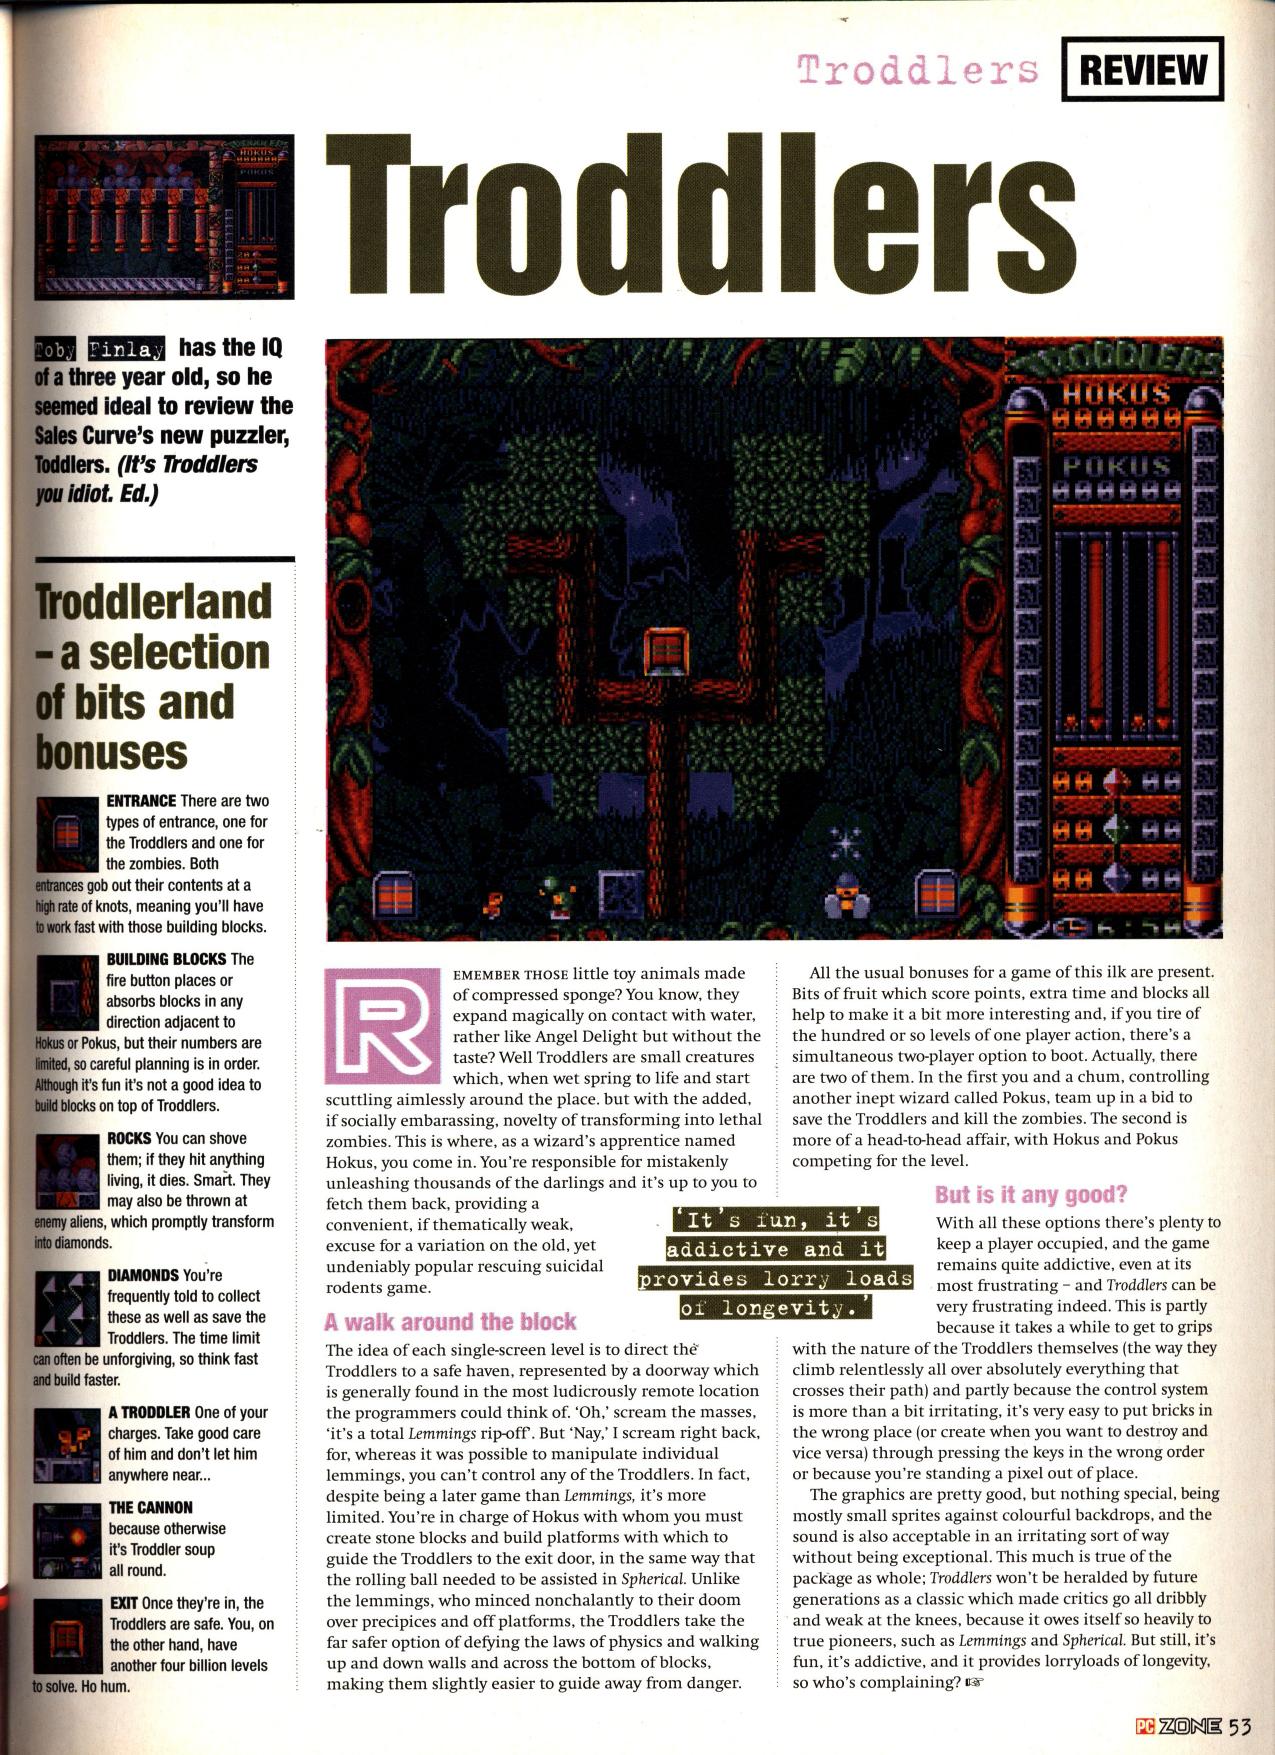 Troddlers REVIEW
Troddlers
TRODDLERS
HOKUS
POKUS
Toby Finlay has the IQ
of a three year old, so he
seemed ideal to review the
Sales Curve's new puzzler,
Toddlers. (It's Troddlers
you idiot. Ed.)
TRODDLERS
HOKUS
POKUS
Troddlerland
– a selection
of bits and
bonuses
ENTRANCE There are two
types of entrance, one for
the Troddlers and one for
the zombies. Both
entrances gob out their contents at a
high rate of knots, meaning you'll have
to work fast with those building blocks.
BUILDING BLOCKS The
fire button places or
absorbs blocks in any
direction adjacent to
Hokus or Pokus, but their numbers are
limited, so careful planning is in order.
Although it's fun it's not a good idea to
build blocks on top of Troddlers.
ROCKS You can shove
them; if they hit anything
living, it dies. Smart. They
may also be thrown at
enemy aliens, which promptly transform
into diamonds.
DIAMONDS You're
frequently told to collect
these as well as save the
Troddlers. The time limit
can often be unforgiving, so think fast
and build faster.
A TRODDLER One of your
charges. Take good care
of him and don't let him
anywhere near...
THE CANNON
because otherwise
it's Troddler soup
all round.
EXIT Once they're in, the
Troddlers are safe. You, on
the other hand, have
another four billion levels
to solve. Ho hum.
REMEMBER THOSE little toy animals made
of compressed sponge? You know, they
expand magically on contact with water,
rather like Angel Delight but without the
taste? Well Troddlers are small creatures
which, when wet spring to life and start
scuttling aimlessly around the place. but with the added,
if socially embarassing, novelty of transforming into lethal
zombies. This is where, as a wizard's apprentice named
Hokus, you come in. You're responsible for mistakenly
unleashing thousands of the darlings and it's up to you to
fetch them back, providing a
convenient, if thematically weak,
excuse for a variation on the old, yet
undeniably popular rescuing suicidal
rodents game.
A walk around the block
The idea of each single-screen level is to direct the
Troddlers to a safe haven, represented by a doorway which
is generally found in the most ludicrously remote location
the programmers could think of. 'Oh,' scream the masses,
'it's a total Lemmings rip-off'. But 'Nay,' I scream right back,
for, whereas it was possible to manipulate individual
lemmings, you can't control any of the Troddlers. In fact,
despite being a later game than Lemmings, it's more
limited. You're in charge of Hokus with whom you must
create stone blocks and build platforms with which to
guide the Troddlers to the exit door, in the same way that
the rolling ball needed to be assisted in Spherical. Unlike
the lemmings, who minced nonchalantly to their doom
over precipices and off platforms, the Troddlers take the
far safer option of defying the laws of physics and walking
up and down walls and across the bottom of blocks,
making them slightly easier to guide away from danger.
'It's fun, it's
addictive and it
provides lorry loads
of longevity.'
All the usual bonuses for a game of this ilk are present.
Bits of fruit which score points, extra time and blocks all
help to make it a bit more interesting and, if you tire of
the hundred or so levels of one player action, there's a
simultaneous two-player option to boot. Actually, there
are two of them. In the first you and a chum, controlling
another inept wizard called Pokus, team up in a bid to
save the Troddlers and kill the zombies. The second is
more of a head-to-head affair, with Hokus and Pokus
competing for the level.
But is it any good?
With all these options there's plenty to
keep a player occupied, and the game
remains quite addictive, even at its
most frustrating – and Troddlers can be
very frustrating indeed. This is partly
because it takes a while to get to grips
with the nature of the Troddlers themselves (the way they
climb relentlessly all over absolutely everything that
crosses their path) and partly because the control system
is more than a bit irritating, it's very easy to put bricks in
the wrong place (or create when you want to destroy and
vice versa) through pressing the keys in the wrong order
or because you're standing a pixel out of place.
The graphics are pretty good, but nothing special, being
mostly small sprites against colourful backdrops, and the
sound is also acceptable in an irritating sort of way
without being exceptional. This much is true of the
package as whole; Troddlers won't be heralded by future
generations as a classic which made critics go all dribbly
and weak at the knees, because it owes itself so heavily to
true pioneers, such as Lemmings and Spherical. But still, it's
fun, it's addictive, and it provides lorryloads of longevity,
so who's complaining? ☞
PC ZONE 53